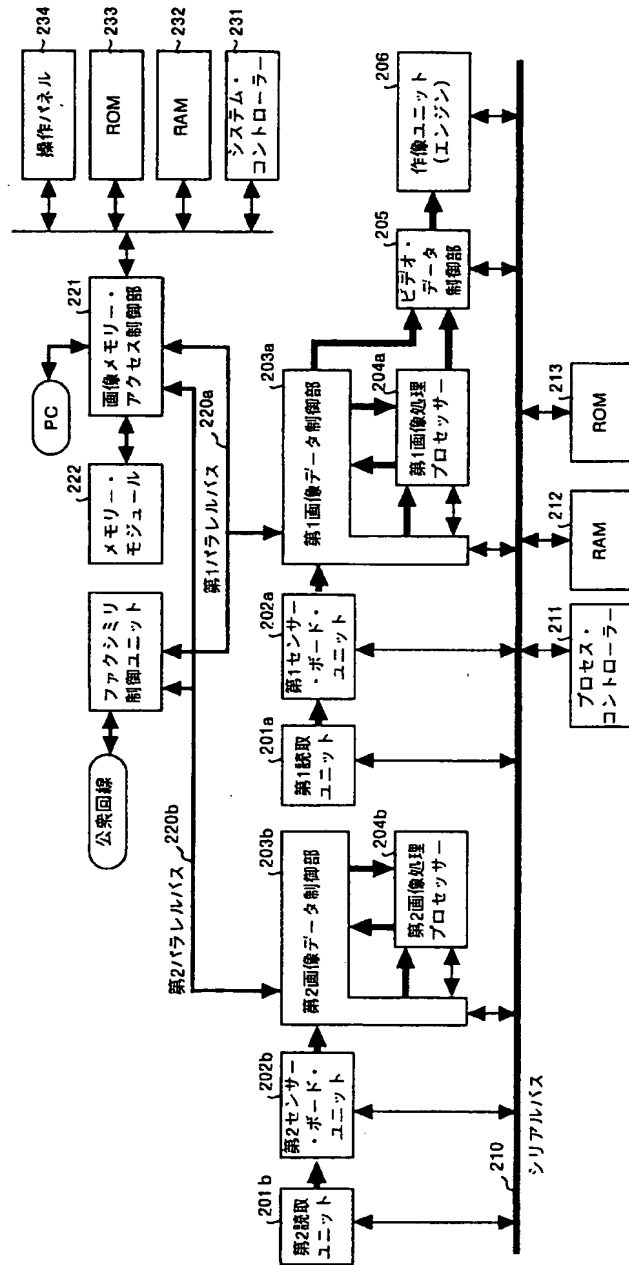 234
操作パネル
233
ROM
232
RAM
231
システム・
コントローラー
221
画像メモリー・
アクセス制御部
PC
222
メモリー・
モジュール
ファクシミリ
制御ユニット
公衆回線
第1パラレルバス
220a
第2パラレルバス
220b
206
作像ユニット
(エンジン)
205
ビデオ・
データ
制御部
203a
第1画像データ制御部
204a
第1画像処理
プロセッサー
202a
第1センサー
・ボード・
ユニット
201a
第1読取
ユニット
203b
第2画像データ制御部
204b
第2画像処理
プロセッサー
202b
第2センサー
・ボード・
ユニット
201b
第2読取
ユニット
210
シリアルバス
211
プロセス・
コントローラー
212
RAM
213
ROM